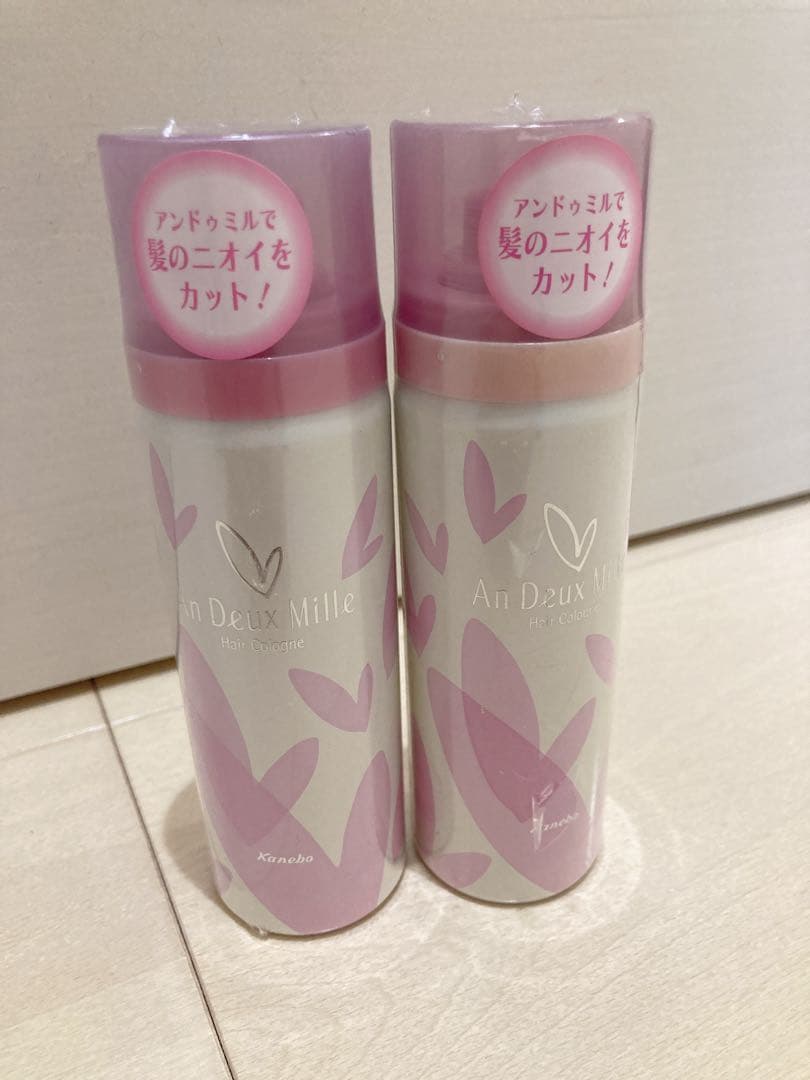 アンドゥミルで
髪のニオイを
カット!
An Deux Mille
Hair Cologne
Kanebo
アンドゥミルで
髪のニオイを
カット!
An Deux
Hair
Kanebo